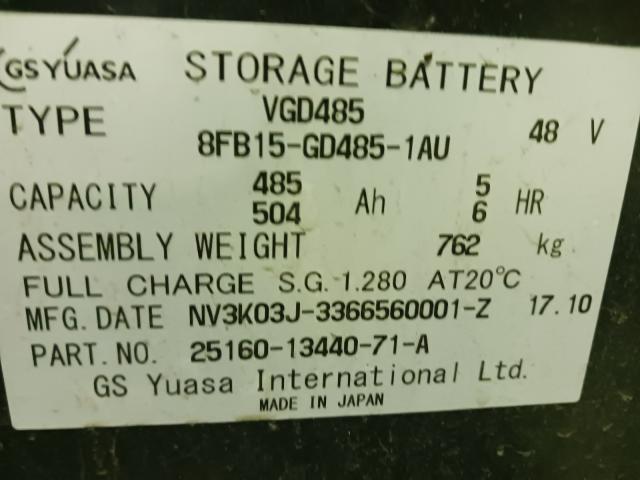 GS YUASA STORAGE BATTERY
TYPE VGD485 48 V
8FB15-GD485-1AU
CAPACITY 485 Ah 5 HR
504 6
ASSEMBLY WEIGHT 762 kg
FULL CHARGE S.G. 1.280 AT20°C
MFG. DATE NV3K03J-3366560001-Z 17.10
PART. NO. 25160-13440-71-A
GS Yuasa International Ltd.
MADE IN JAPAN